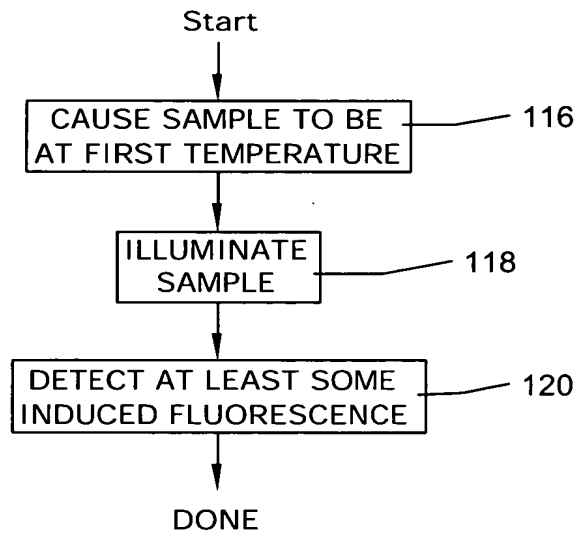 Start
CAUSE SAMPLE TO BE
AT FIRST TEMPERATURE
116
ILLUMINATE
SAMPLE
118
DETECT AT LEAST SOME
INDUCED FLUORESCENCE
120
DONE